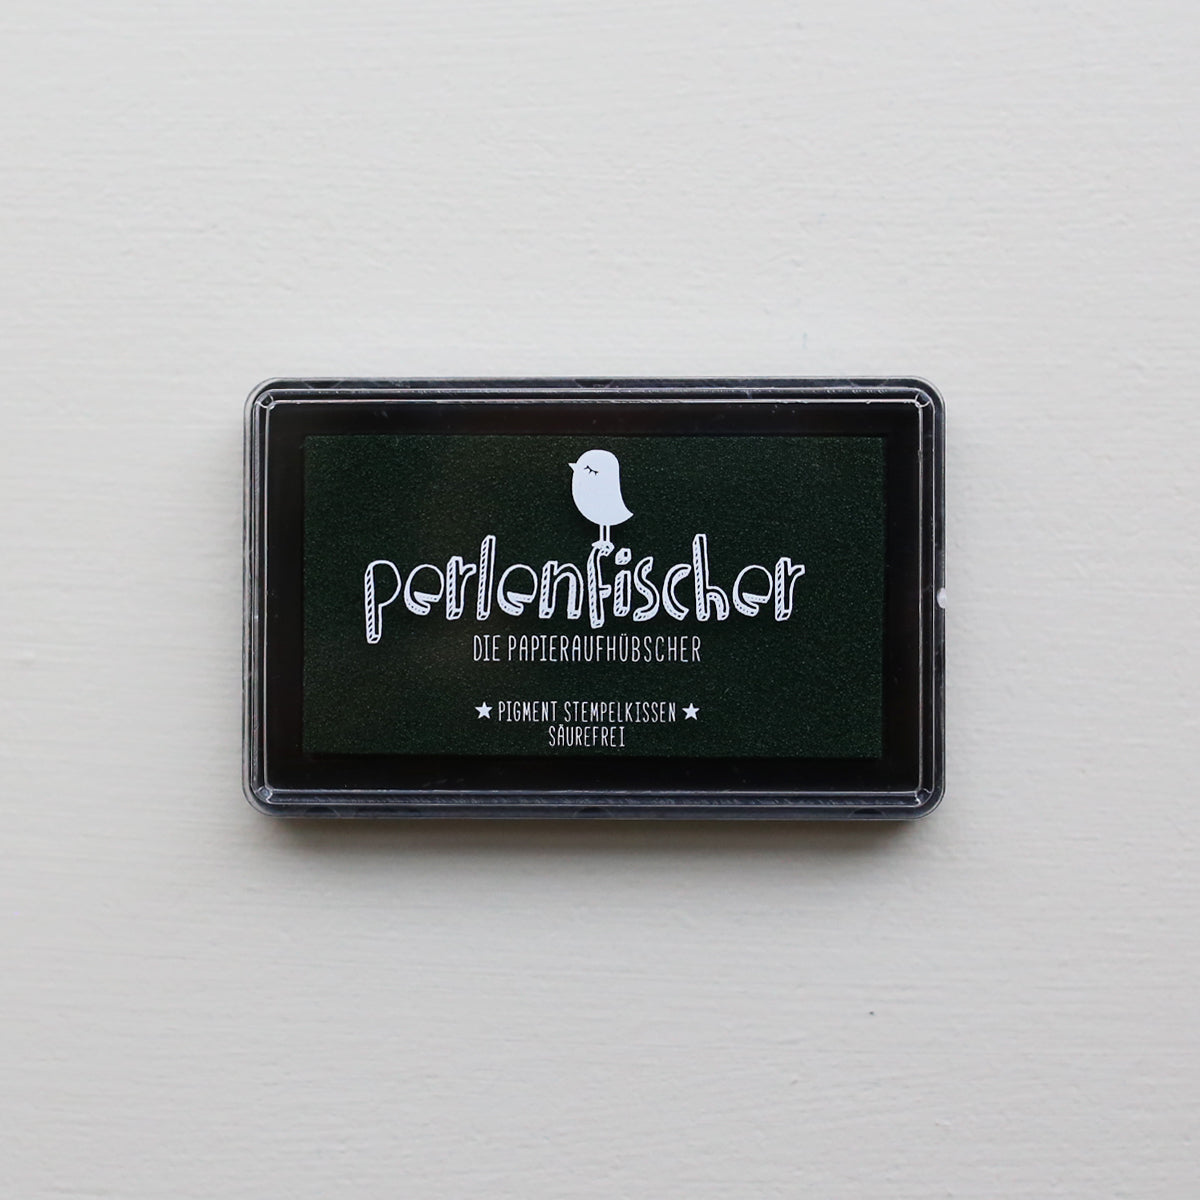 perlenfischer
DIE PAPIERAUFHÜBSCHER
★ PIGMENT STEMPELKISSEN ★
SÄUREFREI